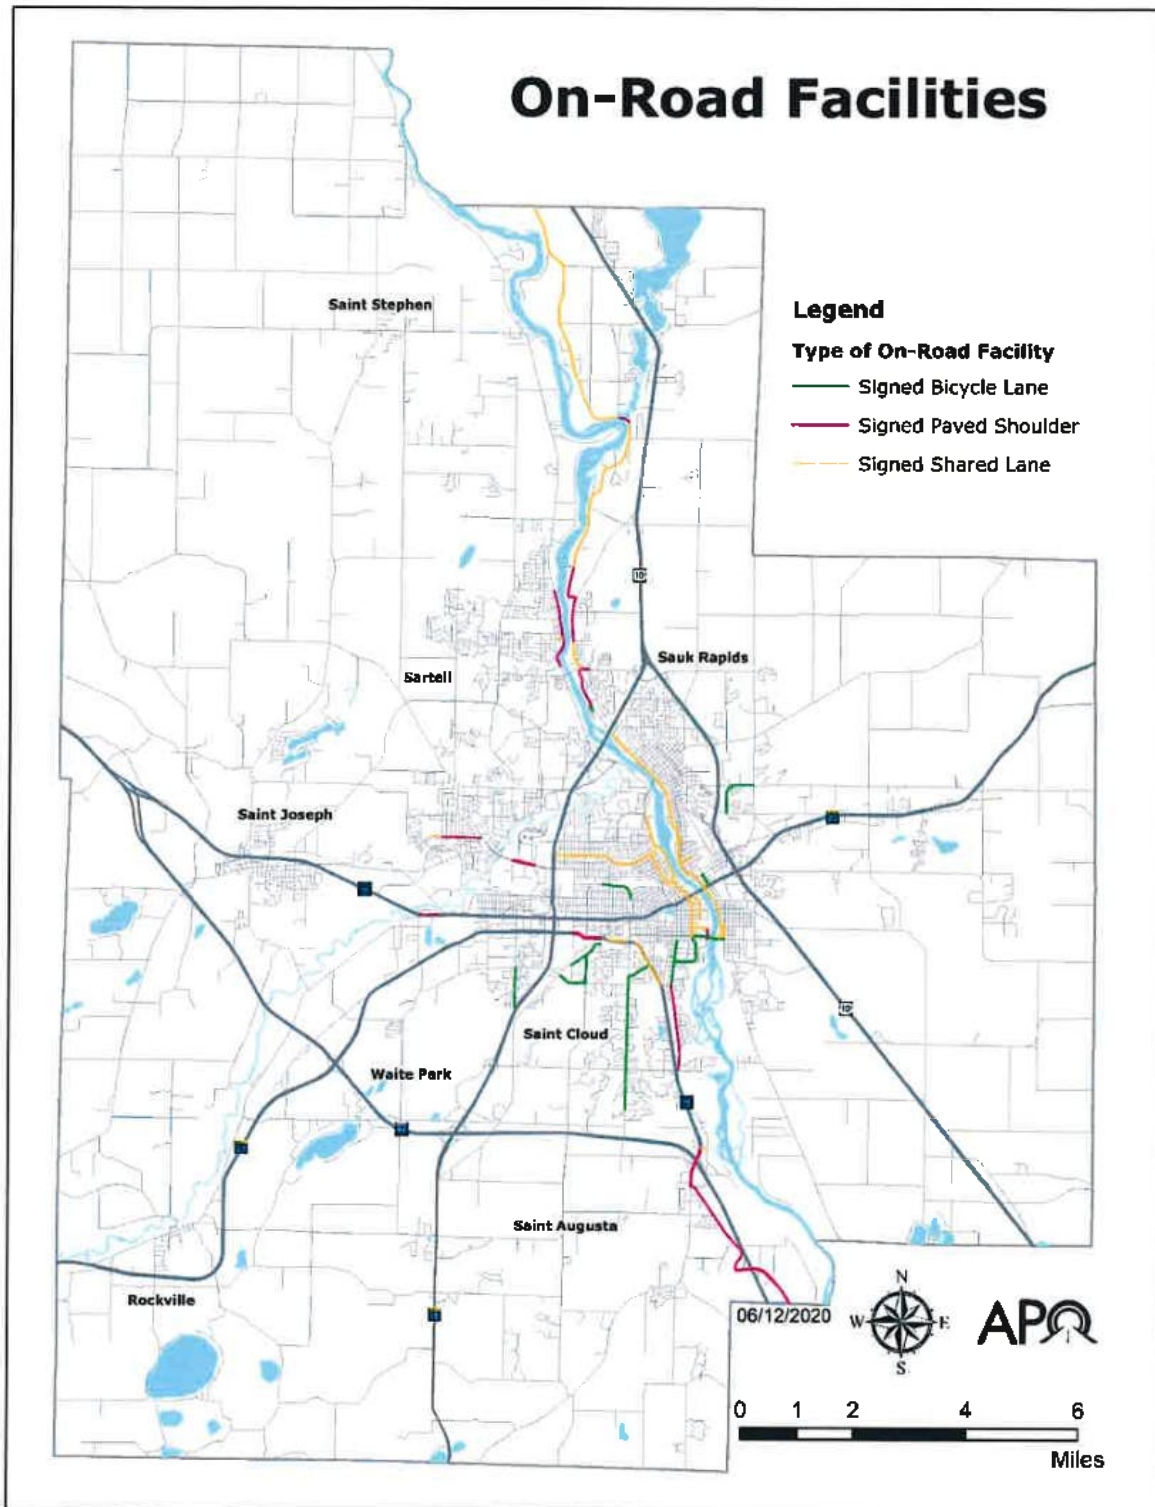 On-Road Facilities
Saint Stephen
Legend
Type of On-Road Facility
Signed Bicycle Lane
Signed Paved Shoulder
Signed Shared Lane
10
Sauk Rapids
Sartell
Saint Joseph
10
Saint Cloud
Waite Park
Saint Augusta
Rockville
06/12/2020
N
W
E
S
APO
0 1 2 4 6
Miles